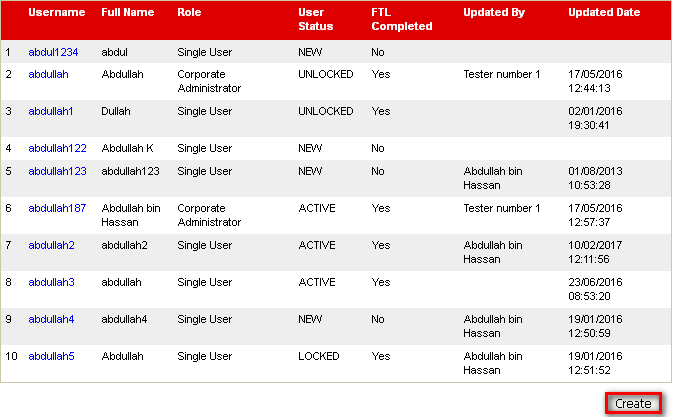 Username Full Name Role User Status FTL Completed Updated By Updated Date
1 abdul1234 abdul Single User NEW No
2 abdullah Abdullah Corporate Administrator UNLOCKED Yes Tester number 1 17/05/2016 12:44:13
3 abdullah1 Dullah Single User UNLOCKED Yes 02/01/2016 19:30:41
4 abdullah122 Abdullah K Single User NEW No
5 abdullah123 abdullah123 Single User NEW No Abdullah bin Hassan 01/08/2013 10:53:28
6 abdullah187 Abdullah bin Hassan Corporate Administrator ACTIVE Yes Tester number 1 17/05/2016 12:57:37
7 abdullah2 abdullah2 Single User ACTIVE Yes Abdullah bin Hassan 10/02/2017 12:11:56
8 abdullah3 abdullah Single User ACTIVE Yes 23/06/2016 08:53:20
9 abdullah4 abdullah4 Single User NEW No Abdullah bin Hassan 19/01/2016 12:50:59
10 abdullah5 Abdullah Single User LOCKED Yes Abdullah bin Hassan 19/01/2016 12:51:52
Create